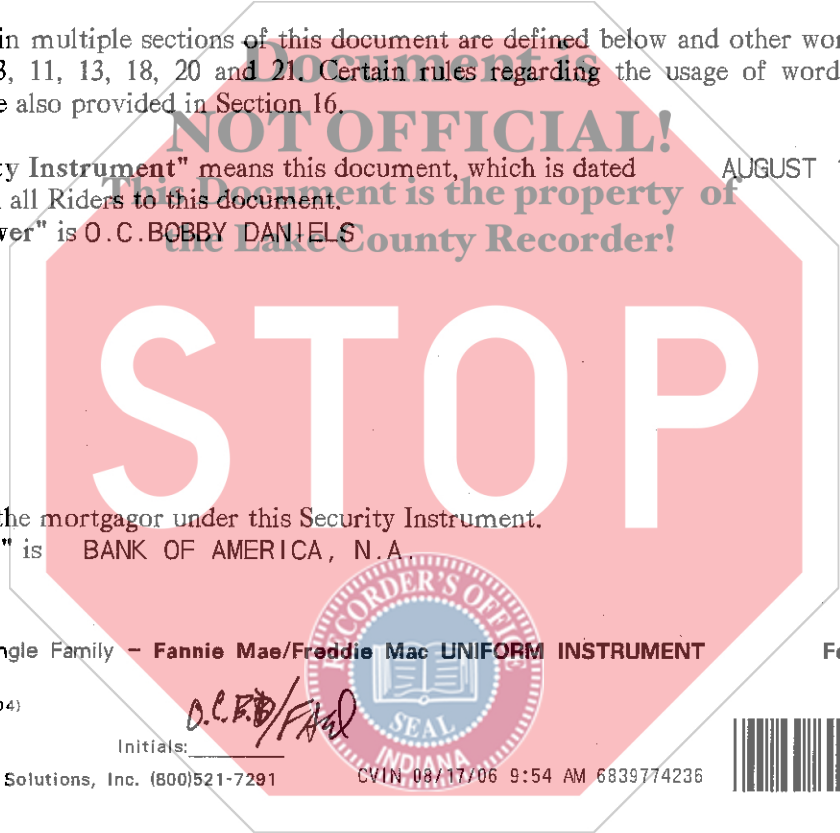 in multiple sections of this document are defined below and other wor
3, 11, 13, 18, 20 and 21. Certain rules regarding the usage of word
e also provided in Section 16.
Document is
NOT OFFICIAL!
This Document is the property of
the Lake County Recorder!
y Instrument" means this document, which is dated AUGUST 1
all Riders to this document.
wer" is O.C.BOBBY DANIELS
STOP
the mortgagor under this Security Instrument.
" is BANK OF AMERICA, N.A.
RECORDER'S OFFICE
SEAL
INDIANA
ngle Family – Fannie Mae/Freddie Mac UNIFORM INSTRUMENT Fo
04)
Initials:
Solutions, Inc. (800)521-7291 CVIN 08/17/06 9:54 AM 6839774236